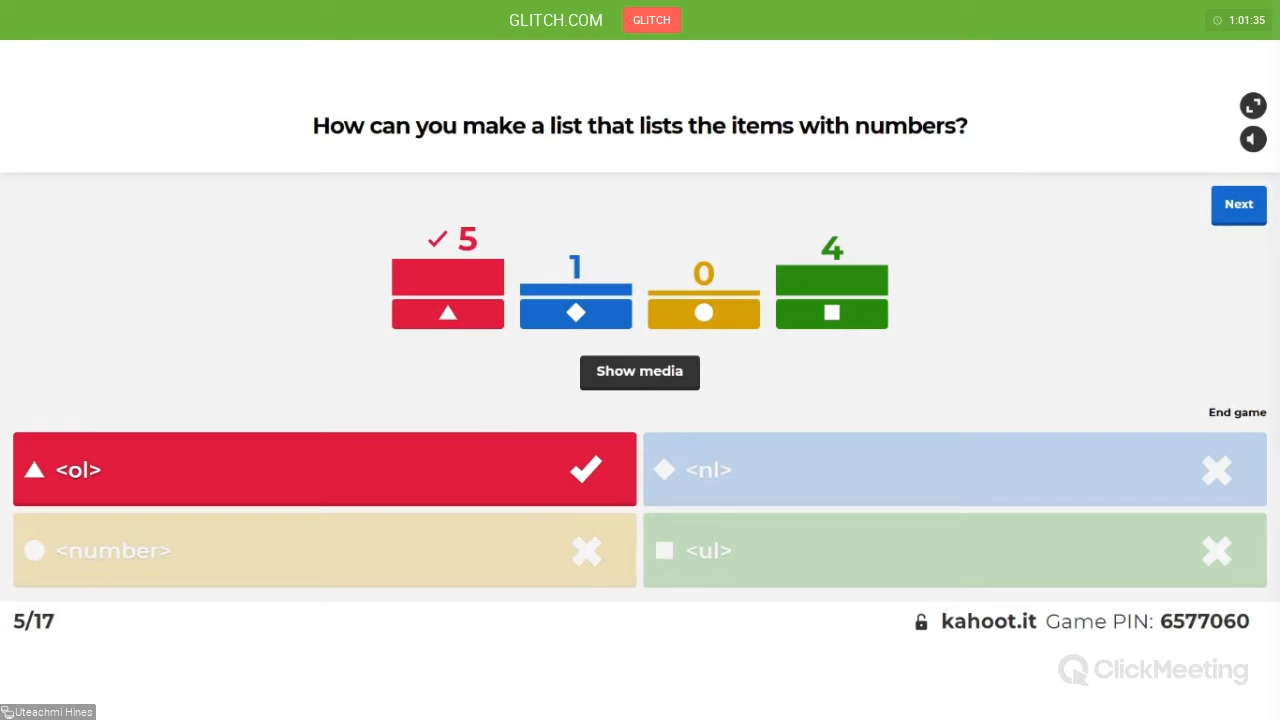 GLITCH.COM GLITCH 1:01:35
How can you make a list that lists the items with numbers?
Next
5 1 0 4
Show media
End game
<ol> <nl>
<number> <ul>
5/17 kahoot.it Game PIN: 6577060
ClickMeeting
Uteachmi Hines